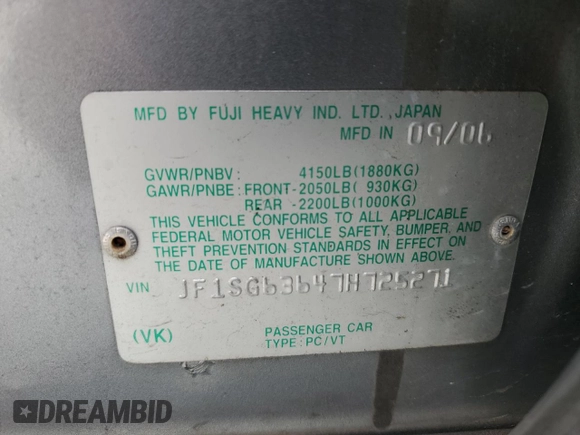 MFD BY FUJI HEAVY IND. LTD.,JAPAN
MFD IN 09/06
GVWR/PNBV: 4150LB(1880KG)
GAWR/PNBE: FRONT-2050LB( 930KG)
REAR -2200LB(1000KG)
THIS VEHICLE CONFORMS TO ALL APPLICABLE
FEDERAL MOTOR VEHICLE SAFETY, BUMPER, AND
THEFT PREVENTION STANDARDS IN EFFECT ON
THE DATE OF MANUFACTURE SHOWN ABOVE.
VIN JF1SG63647H725271
(VK) PASSENGER CAR
TYPE: PC/VT
DREAMBID